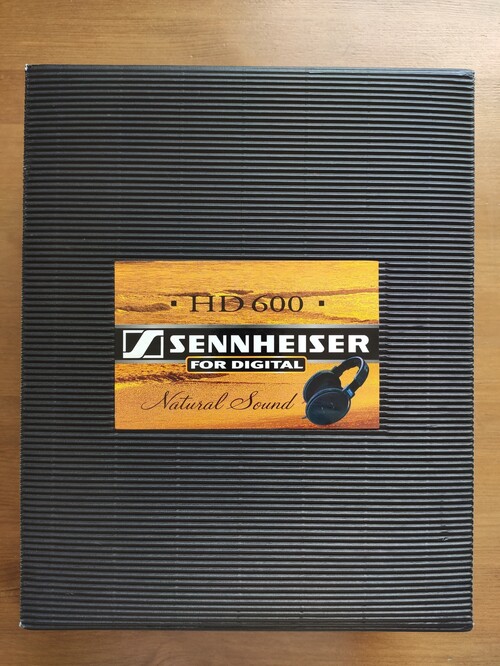 · HD 600 ·
SENNHEISER
FOR DIGITAL
Natural Sound